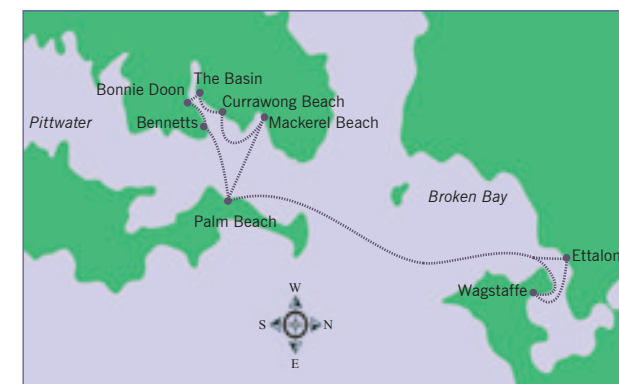 The Basin
Bonnie Doon
Currawong Beach
Pittwater
Bennetts
Mackerel Beach
Broken Bay
Palm Beach
Ettalon
Wagstaffe
W
S
N
E